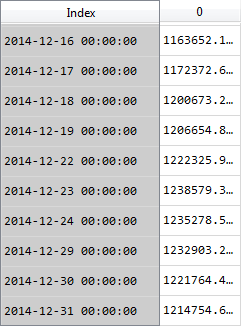 Index 0
2014-12-16 00:00:00 1163652.1…
2014-12-17 00:00:00 1172372.6…
2014-12-18 00:00:00 1200673.2…
2014-12-19 00:00:00 1206654.8…
2014-12-22 00:00:00 1222325.9…
2014-12-23 00:00:00 1238579.3…
2014-12-24 00:00:00 1235278.5…
2014-12-29 00:00:00 1232903.2…
2014-12-30 00:00:00 1221764.4…
2014-12-31 00:00:00 1214754.6…